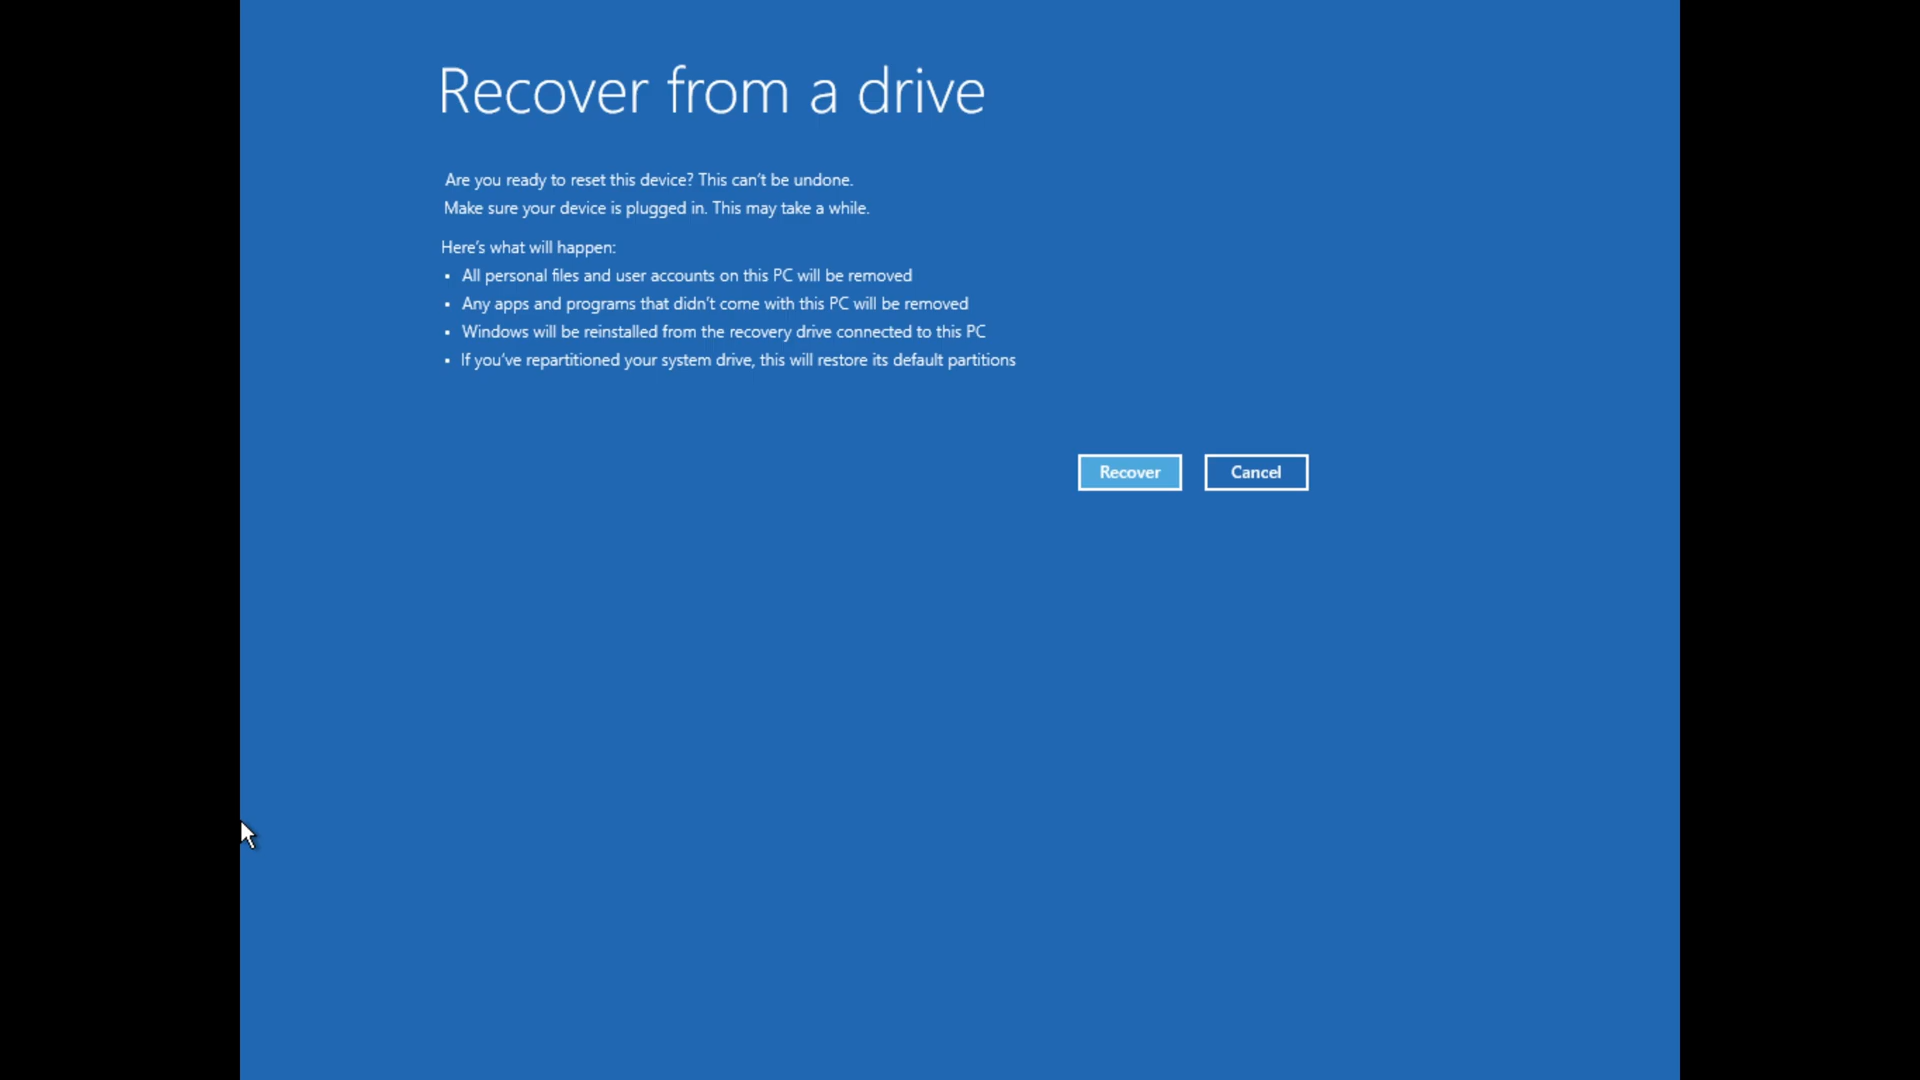 Recover from a drive
Are you ready to reset this device? This can't be undone.
Make sure your device is plugged in. This may take a while.
Here's what will happen:
• All personal files and user accounts on this PC will be removed
• Any apps and programs that didn't come with this PC will be removed
• Windows will be reinstalled from the recovery drive connected to this PC
• If you've repartitioned your system drive, this will restore its default partitions
Recover Cancel